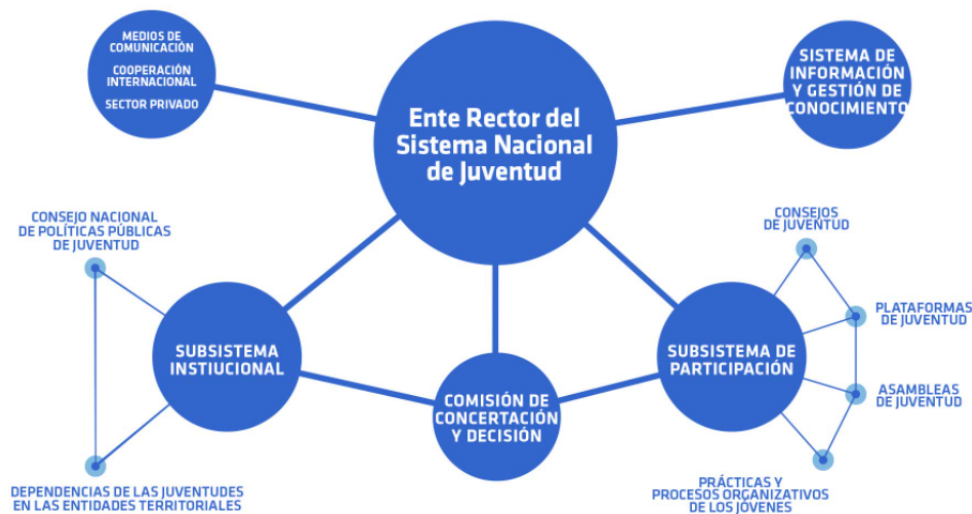 MEDIOS DE
COMUNICACIÓN
COOPERACIÓN
INTERNACIONAL
SECTOR PRIVADO
Ente Rector del
Sistema Nacional
de Juventud
SISTEMA DE
INFORMACIÓN
Y GESTIÓN DE
CONOCIMIENTO
CONSEJO NACIONAL
DE POLÍTICAS PÚBLICAS
DE JUVENTUD
CONSEJOS
DE JUVENTUD
PLATAFORMAS
DE JUVENTUD
SUBSISTEMA
INSTIUCIONAL
SUBSISTEMA DE
PARTICIPACIÓN
ASAMBLEAS
DE JUVENTUD
COMISIÓN DE
CONCERTACIÓN
Y DECISIÓN
DEPENDENCIAS DE LAS JUVENTUDES
EN LAS ENTIDADES TERRITORIALES
PRÁCTICAS Y
PROCESOS ORGANIZATIVOS
DE LOS JÓVENES